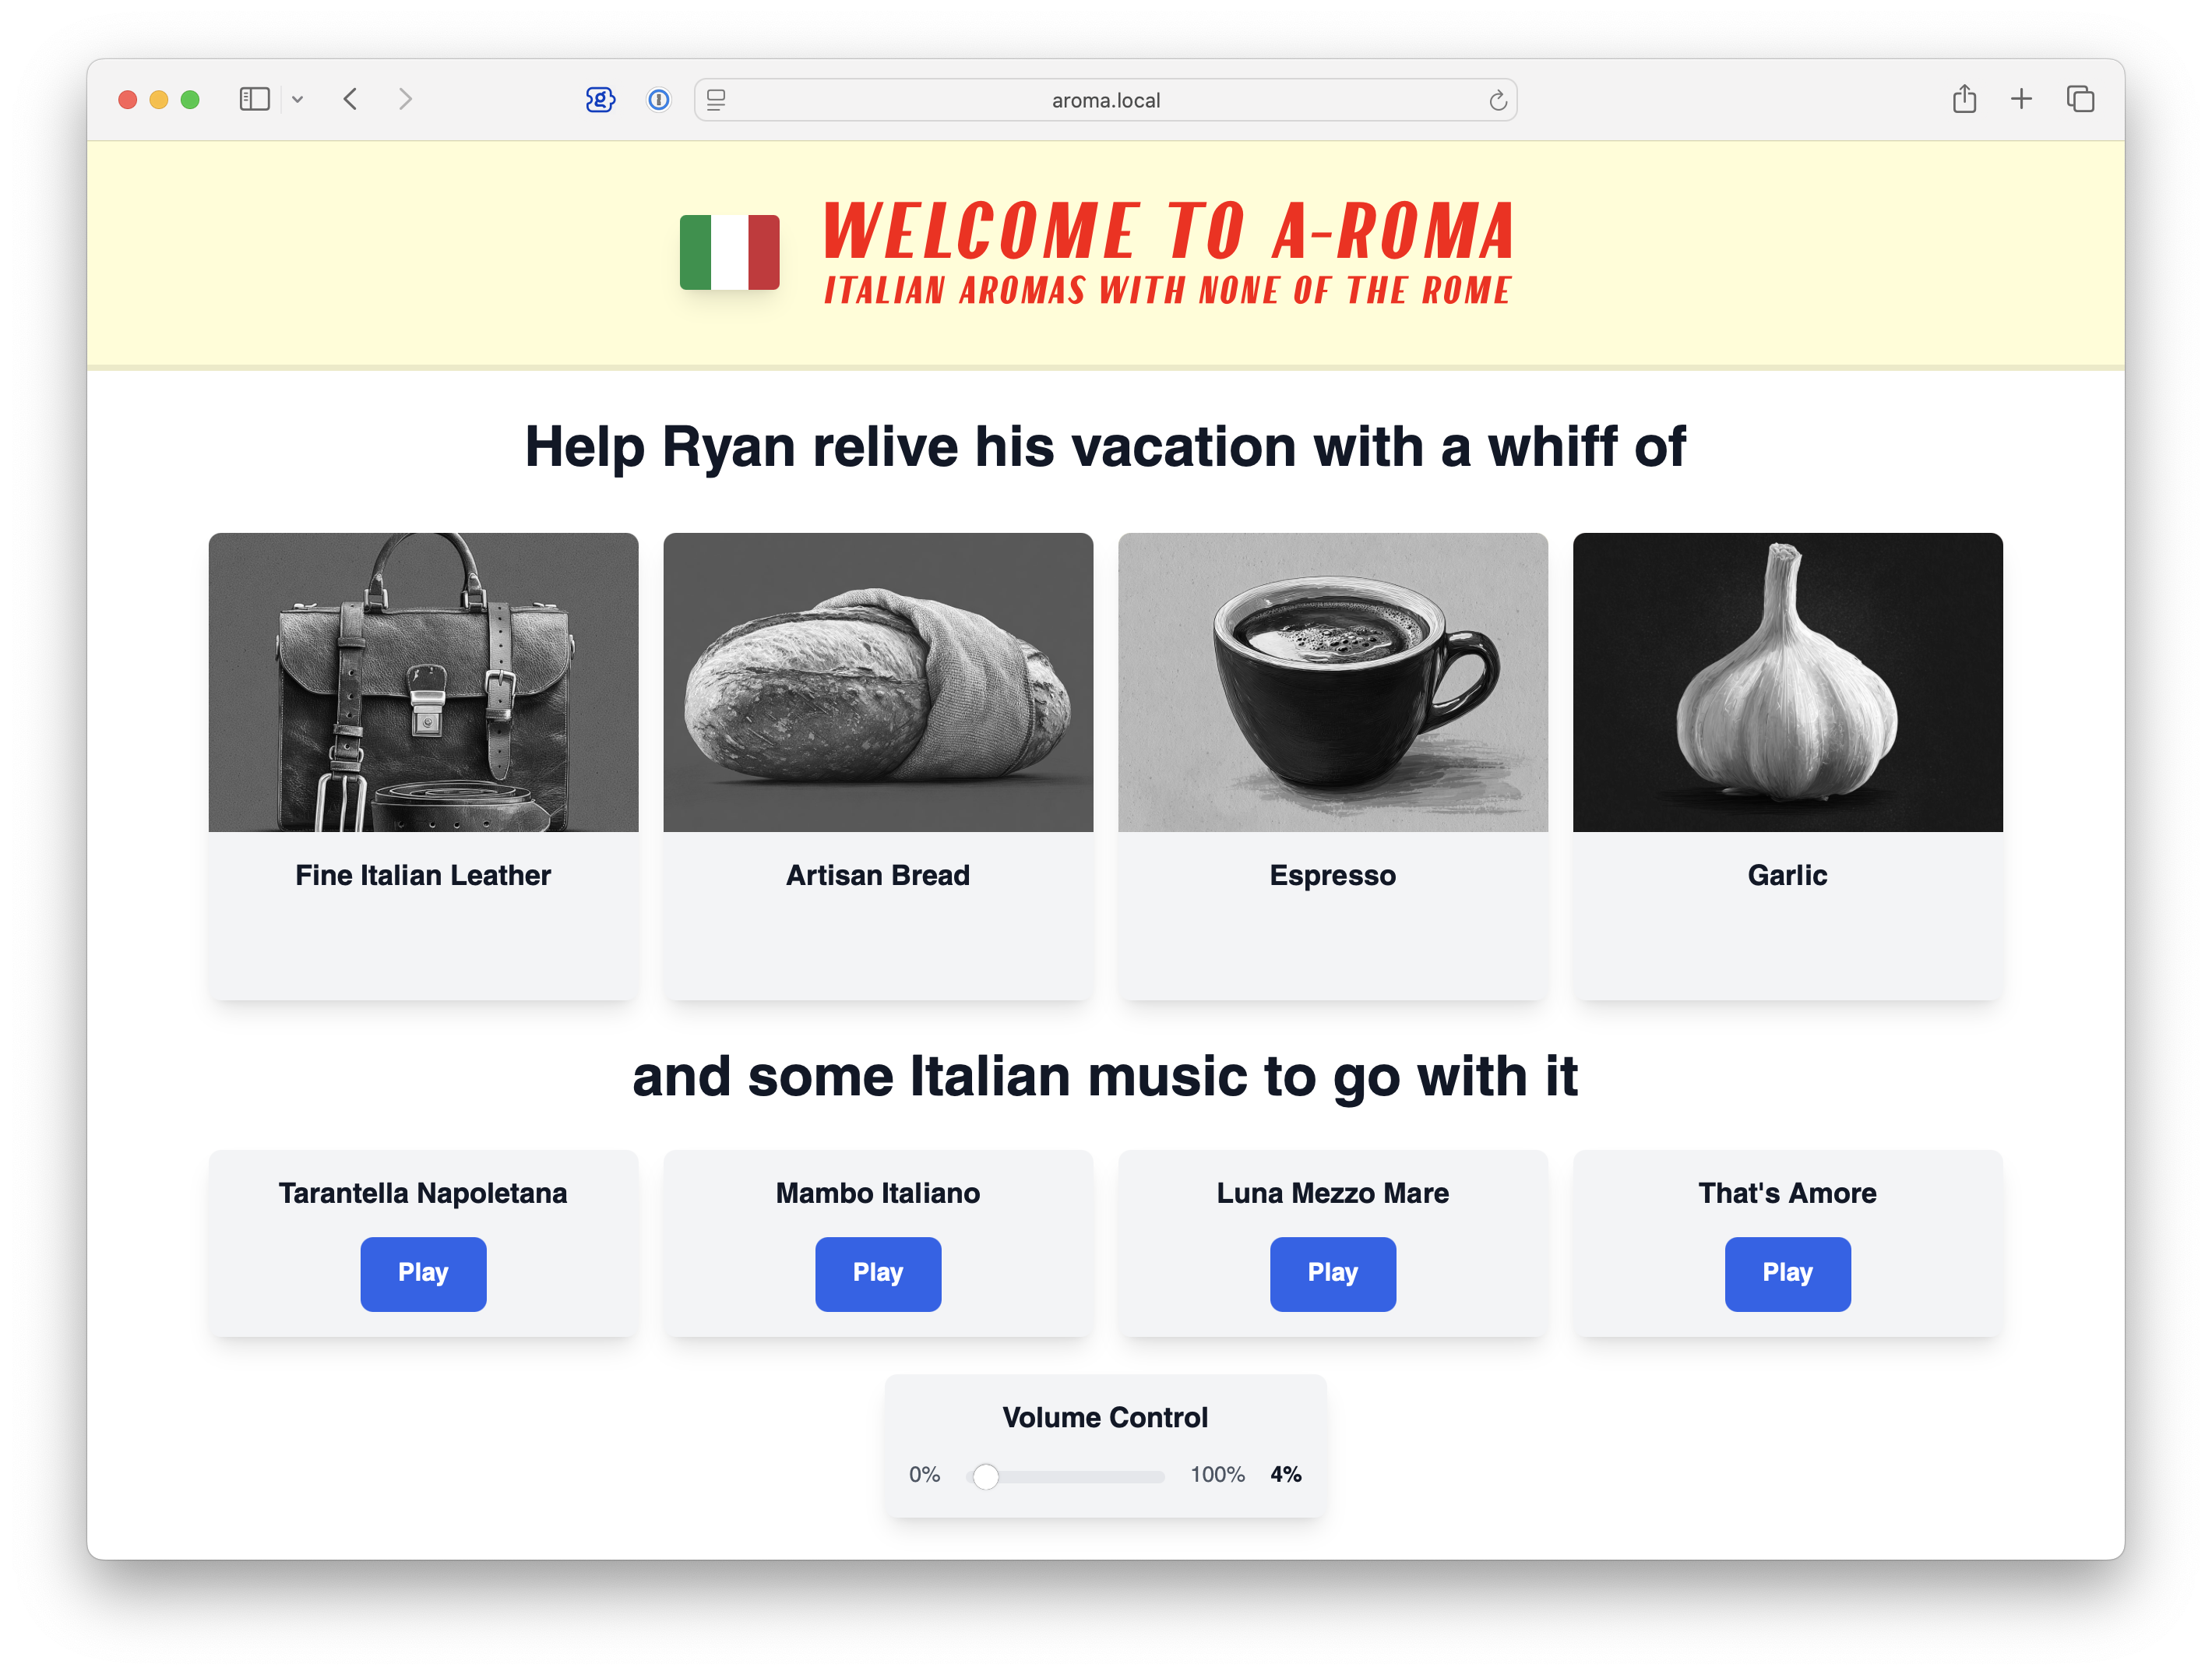 aroma.local
WELCOME TO A-ROMA
ITALIAN AROMAS WITH NONE OF THE ROME
Help Ryan relive his vacation with a whiff of
Fine Italian Leather
Artisan Bread
Espresso
Garlic
and some Italian music to go with it
Tarantella Napoletana
Mambo Italiano
Luna Mezzo Mare
That's Amore
Play
Play
Play
Play
Volume Control
0% 100% 4%